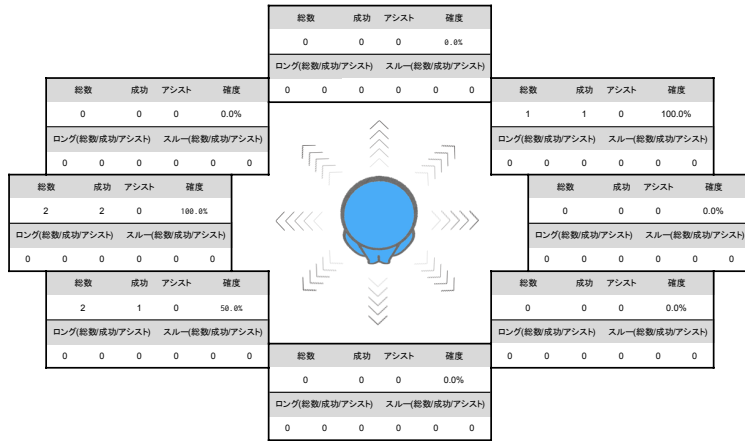 総数 成功 アシスト 確度
0 0 0 0.0%
ロング(総数/成功/アシスト) スルー(総数/成功/アシスト)
0 0 0 0 0 0
総数 成功 アシスト 確度
0 0 0 0.0%
ロング(総数/成功/アシスト) スルー(総数/成功/アシスト)
0 0 0 0 0 0
総数 成功 アシスト 確度
1 1 0 100.0%
ロング(総数/成功/アシスト) スルー(総数/成功/アシスト)
0 0 0 0 0 0
総数 成功 アシスト 確度
2 2 0 100.0%
ロング(総数/成功/アシスト) スルー(総数/成功/アシスト)
0 0 0 0 0 0
総数 成功 アシスト 確度
0 0 0 0.0%
ロング(総数/成功/アシスト) スルー(総数/成功/アシスト)
0 0 0 0 0 0
総数 成功 アシスト 確度
2 1 0 50.0%
ロング(総数/成功/アシスト) スルー(総数/成功/アシスト)
0 0 0 0 0 0
総数 成功 アシスト 確度
0 0 0 0.0%
ロング(総数/成功/アシスト) スルー(総数/成功/アシスト)
0 0 0 0 0 0
総数 成功 アシスト 確度
0 0 0 0.0%
ロング(総数/成功/アシスト) スルー(総数/成功/アシスト)
0 0 0 0 0 0